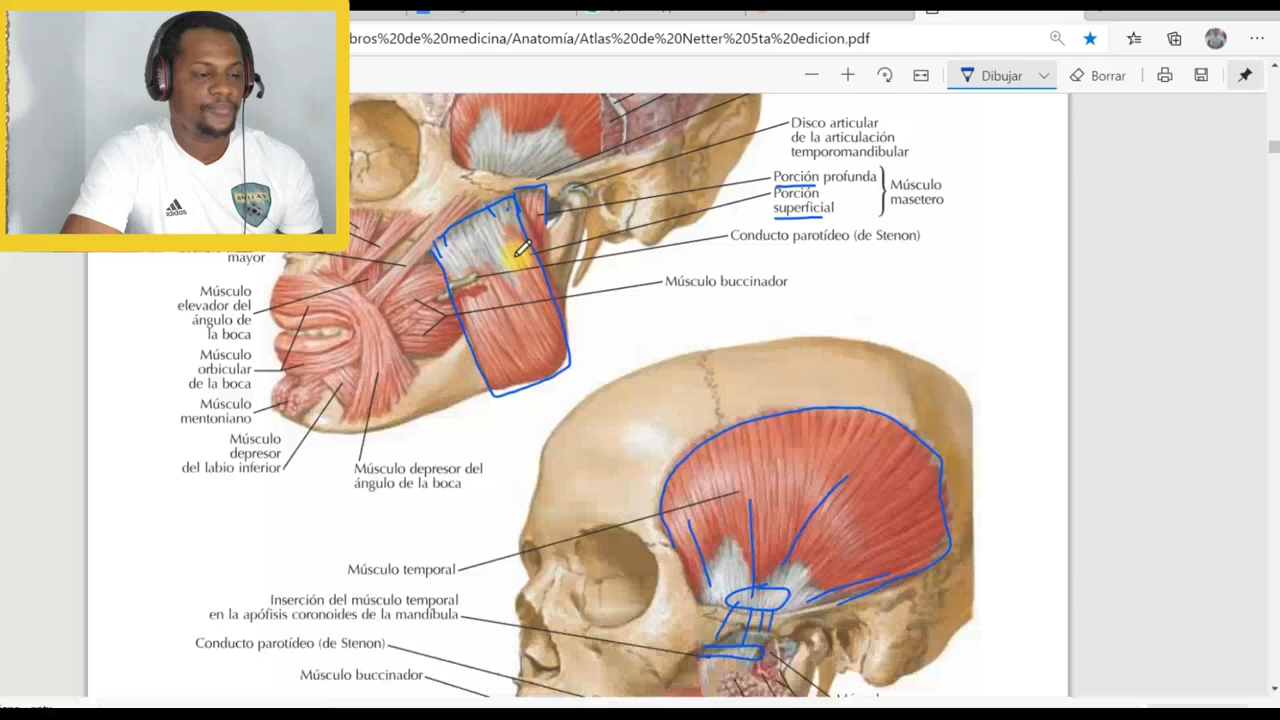 bros%20de%20medicina/Anatomía/Atlas%20de%20Netter%205ta%20edicion.pdf
Dibujar
Borrar
adidas
Disco articular
de la articulación
temporomandibular
Porción profunda
Porción
superficial
Músculo
masetero
Conducto parotídeo (de Stenon)
Músculo buccinador
mayor
Músculo
elevador del
ángulo de
la boca
Músculo
orbicular
de la boca
Músculo
mentoniano
Músculo
depresor
del labio inferior
Músculo depresor del
ángulo de la boca
Músculo temporal
Inserción del músculo temporal
en la apófisis coronoides de la mandíbula
Conducto parotídeo (de Stenon)
Músculo buccinador